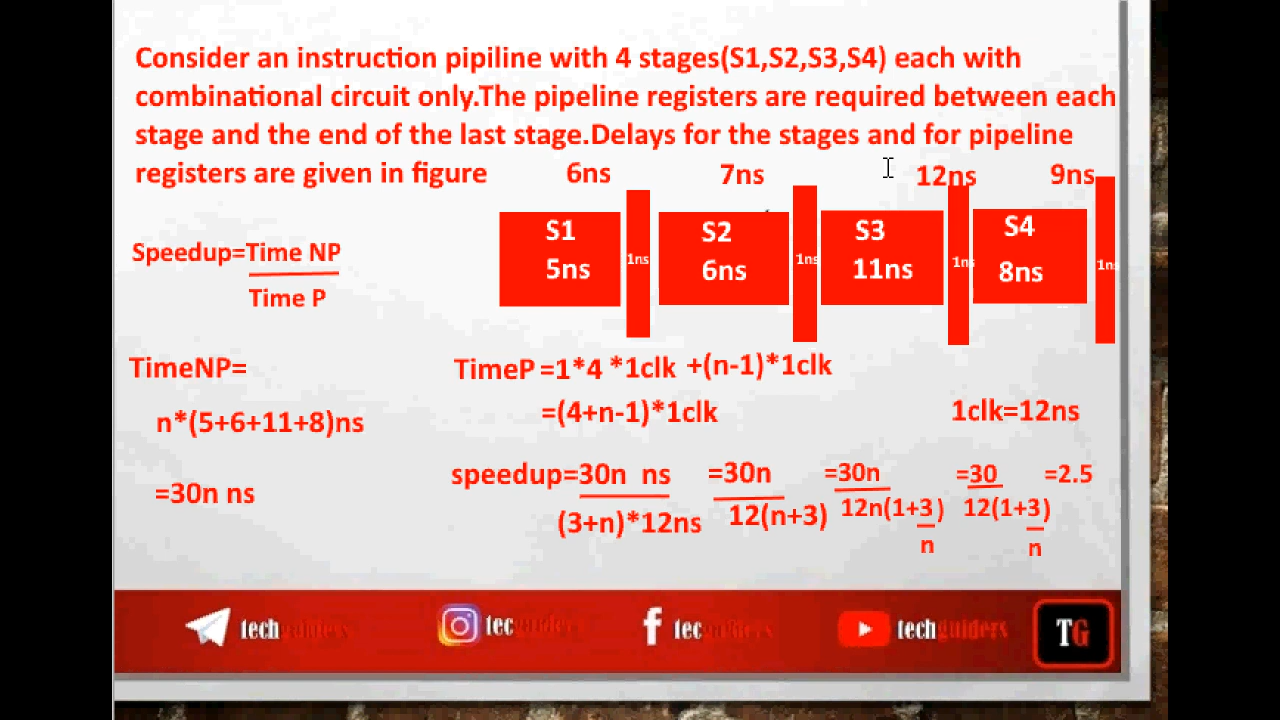 Consider an instruction pipiline with 4 stages(S1,S2,S3,S4) each with
combinational circuit only.The pipeline registers are required between each
stage and the end of the last stage.Delays for the stages and for pipeline
registers are given in figure
6ns 7ns 12ns 9ns
S1 S2 S3 S4
5ns 1ns 6ns 1ns 11ns 1ns 8ns 1ns
Speedup=Time NP
Time P
TimeNP=
n*(5+6+11+8)ns
=30n ns
TimeP =1*4 *1clk +(n-1)*1clk
=(4+n-1)*1clk
1clk=12ns
speedup=30n ns =30n =30n =30 =2.5
(3+n)*12ns 12(n+3) 12n(1+3) 12(1+3)
n n
techguiders tecguiders tecguiders techguiders TG